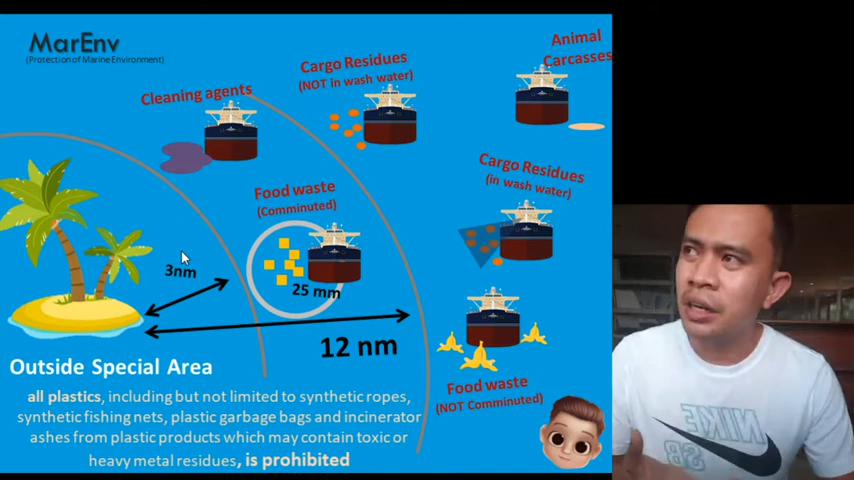 MarEnv
(Protection of Marine Environment)
Cleaning agents
Cargo Residues
(NOT in wash water)
Animal
Carcasses
Food waste
(Comminuted)
Cargo Residues
(in wash water)
3nm
25 mm
12 nm
Food waste
(NOT Comminuted)
Outside Special Area
all plastics, including but not limited to synthetic ropes,
synthetic fishing nets, plastic garbage bags and incinerator
ashes from plastic products which may contain toxic or
heavy metal residues, is prohibited
NIKE
SB